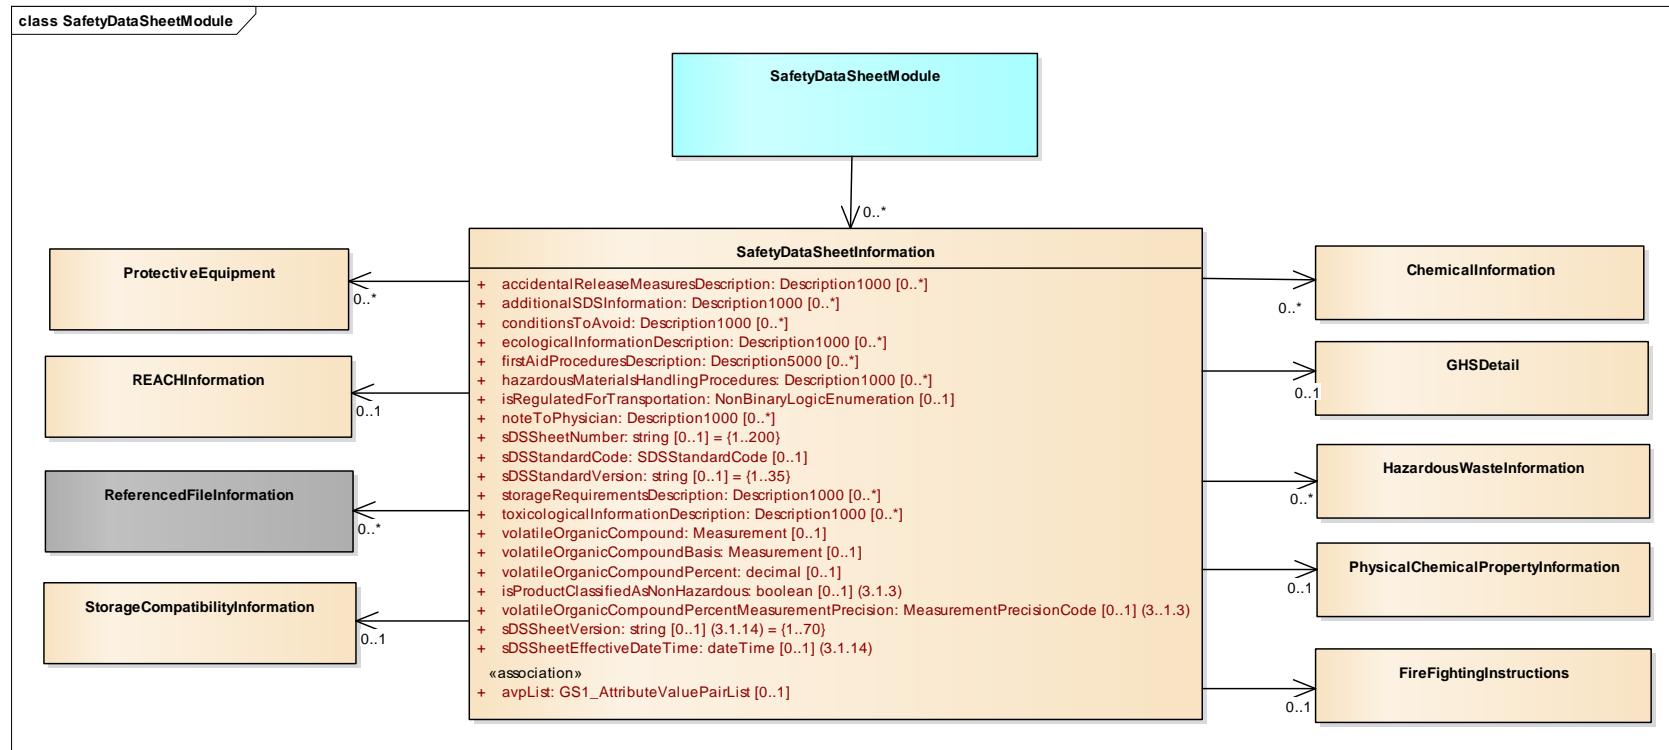 class SafetyDataSheetModule
SafetyDataSheetModule
0..*
SafetyDataSheetInformation
+ accidentalReleaseMeasuresDescription: Description1000 [0..*]
+ additionalSDSInformation: Description1000 [0..*]
+ conditionsToAvoid: Description1000 [0..*]
+ ecologicalInformationDescription: Description1000 [0..*]
+ firstAidProceduresDescription: Description5000 [0..*]
+ hazardousMaterialsHandlingProcedures: Description1000 [0..*]
+ isRegulatedForTransportation: NonBinaryLogicEnumeration [0..1]
+ noteToPhysician: Description1000 [0..*]
+ sDSSheetNumber: string [0..1] = {1..200}
+ sDSStandardCode: SDSStandardCode [0..1]
+ sDSStandardVersion: string [0..1] = {1..35}
+ storageRequirementsDescription: Description1000 [0..*]
+ toxicologicalInformationDescription: Description1000 [0..*]
+ volatileOrganicCompound: Measurement [0..1]
+ volatileOrganicCompoundBasis: Measurement [0..1]
+ volatileOrganicCompoundPercent: decimal [0..1]
+ isProductClassifiedAsNonHazardous: boolean [0..1] (3.1.3)
+ volatileOrganicCompoundPercentMeasurementPrecision: MeasurementPrecisionCode [0..1] (3..1.3)
+ sDSSheetVersion: string [0..1] (3.1.14) = {1..70}
+ sDSSheetEffectiveDateTime: dateTime [0..1] (3.1.14)
«association»
+ avpList: GS1_AttributeValuePairList [0..1]
ProtectiveEquipment
0..*
REACHInformation
0..1
ReferencedFileInformation
0..*
StorageCompatibilityInformation
0..1
ChemicalInformation
0..*
GHSDetail
0..1
HazardousWasteInformation
0..*
PhysicalChemicalPropertyInformation
0..1
FireFightingInstructions
0..1